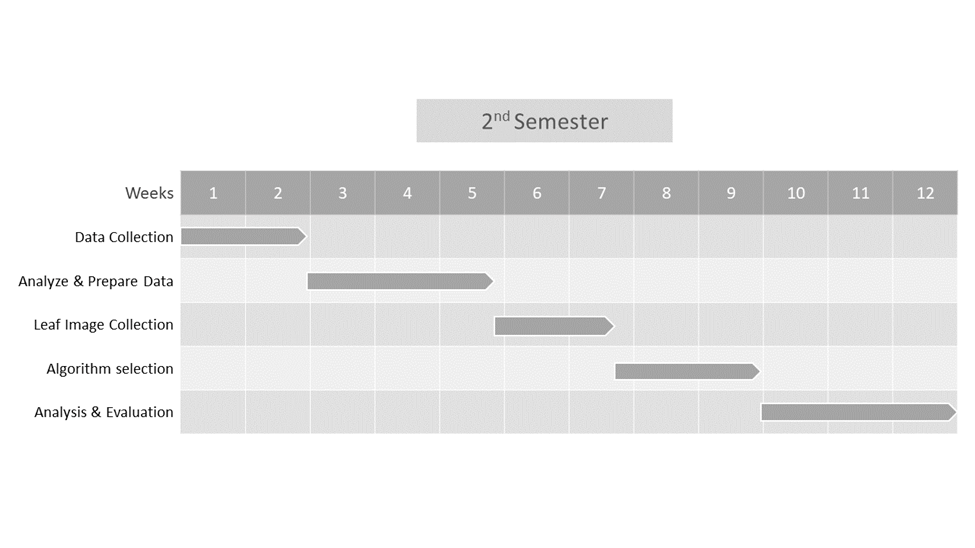 2nd Semester
Weeks 1 2 3 4 5 6 7 8 9 10 11 12
Data Collection
Analyze & Prepare Data
Leaf Image Collection
Algorithm selection
Analysis & Evaluation